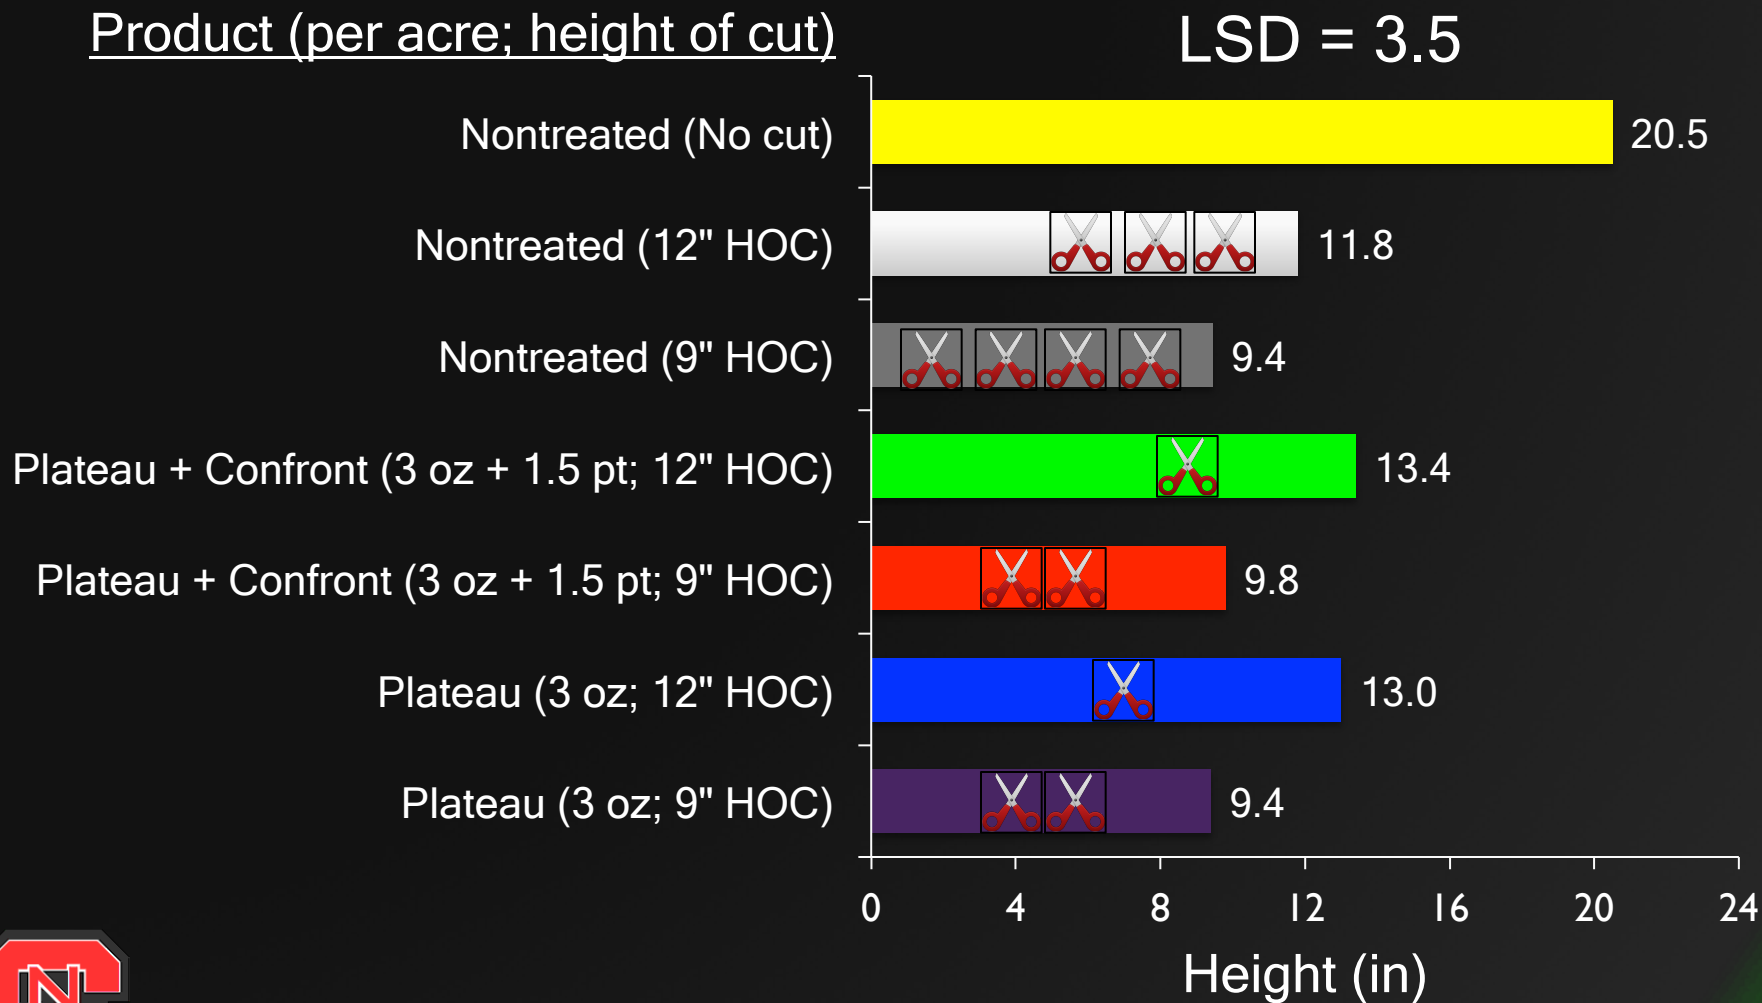 Product (per acre; height of cut)
LSD = 3.5
Nontreated (No cut)
20.5
Nontreated (12" HOC)
11.8
Nontreated (9" HOC)
9.4
Plateau + Confront (3 oz + 1.5 pt; 12" HOC)
13.4
Plateau + Confront (3 oz + 1.5 pt; 9" HOC)
9.8
Plateau (3 oz; 12" HOC)
13.0
Plateau (3 oz; 9" HOC)
9.4
0 4 8 12 16 20 24
Height (in)
N